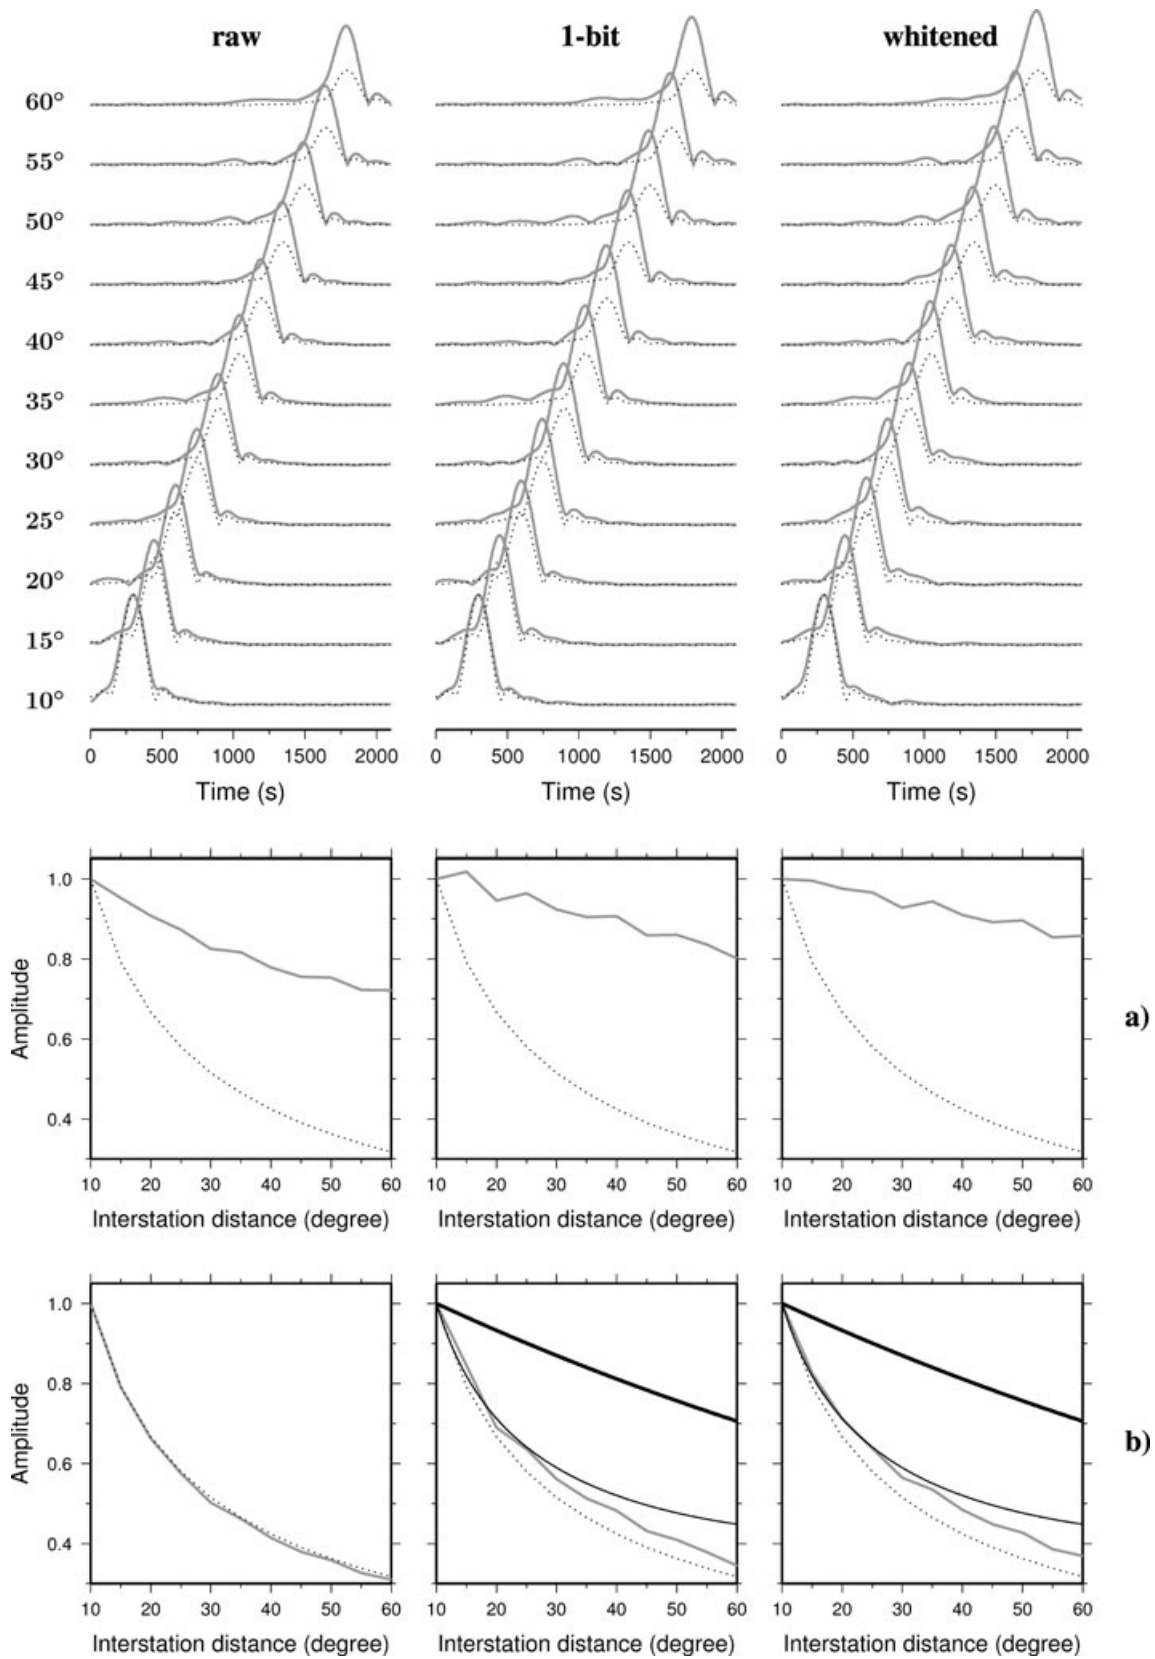 raw 1-bit whitened
60°
55°
50°
45°
40°
35°
30°
25°
20°
15°
10°
0 500 1000 1500 2000 0 500 1000 1500 2000 0 500 1000 1500 2000
Time (s) Time (s) Time (s)
1.0
0.8
0.6
0.4
Amplitude
a)
10 20 30 40 50 60 10 20 30 40 50 60 10 20 30 40 50 60
Interstation distance (degree) Interstation distance (degree) Interstation distance (degree)
1.0
0.8
0.6
0.4
Amplitude
b)
10 20 30 40 50 60 10 20 30 40 50 60 10 20 30 40 50 60
Interstation distance (degree) Interstation distance (degree) Interstation distance (degree)